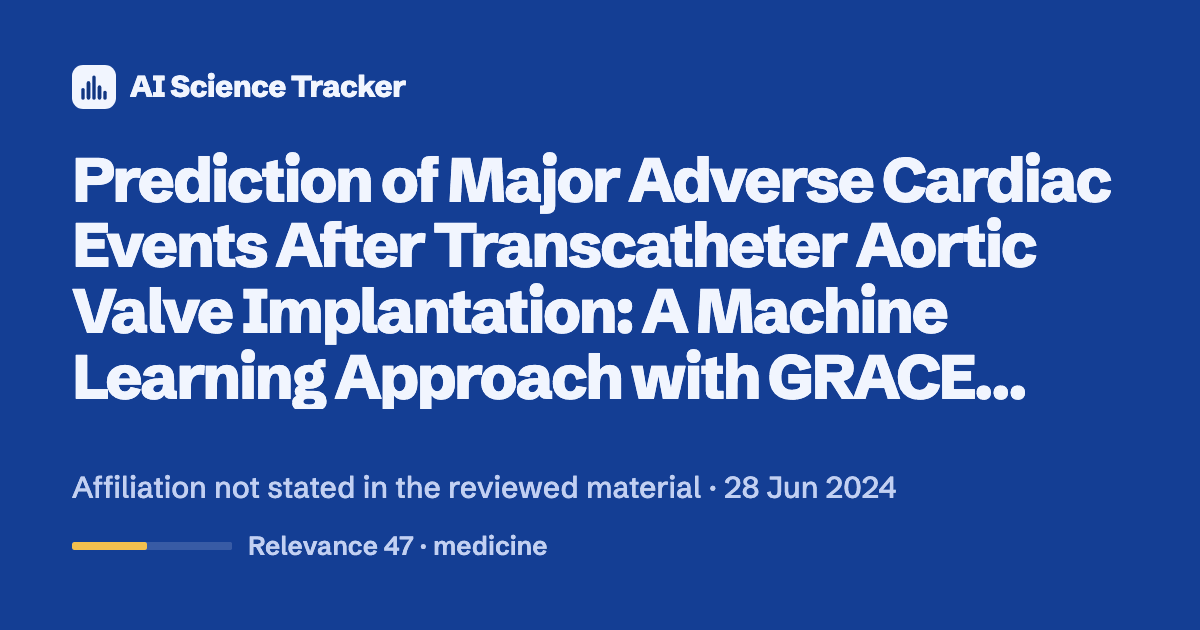 AI Science Tracker
Prediction of Major Adverse Cardiac
Events After Transcatheter Aortic
Valve Implantation: A Machine
Learning Approach with GRACE...
Affiliation not stated in the reviewed material · 28 Jun 2024
Relevance 47 · medicine